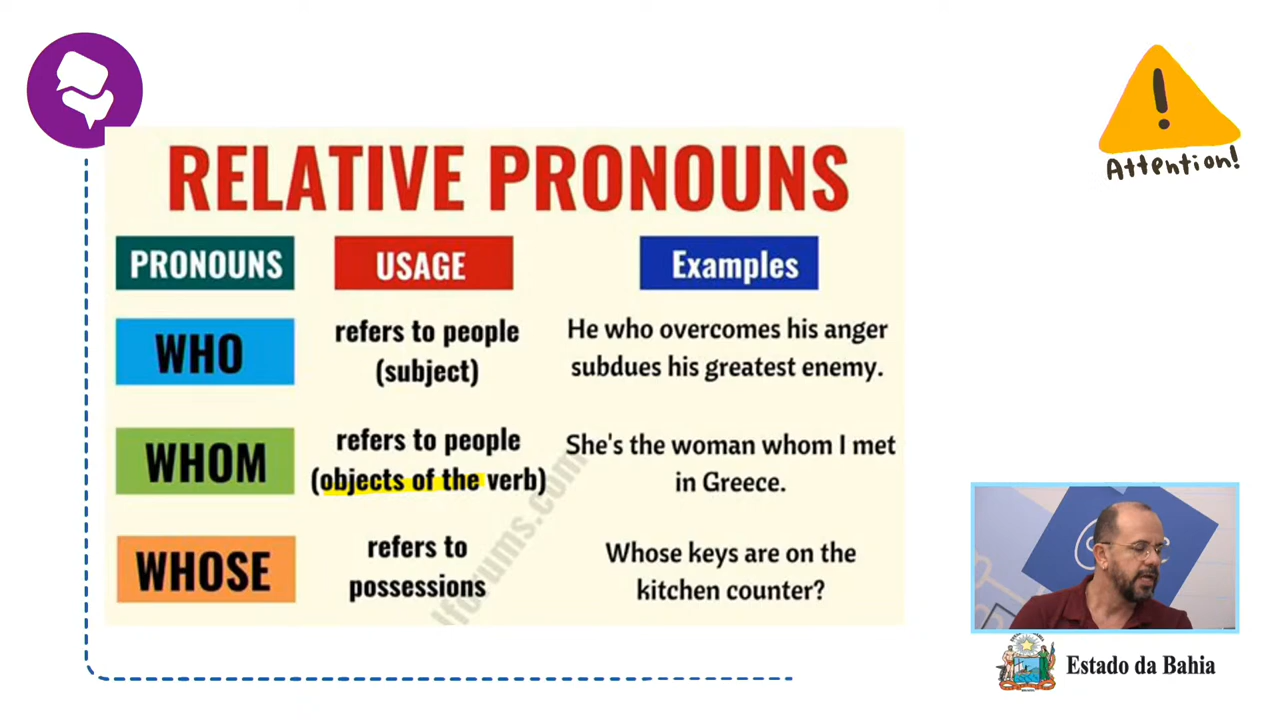 Attention!
RELATIVE PRONOUNS
PRONOUNS
USAGE
Examples
WHO
refers to people
(subject)
He who overcomes his anger
subdues his greatest enemy.
WHOM
refers to people
(objects of the verb)
She's the woman whom I met
in Greece.
WHOSE
refers to
possessions
Whose keys are on the
kitchen counter?
lforums.com
Estado da Bahia